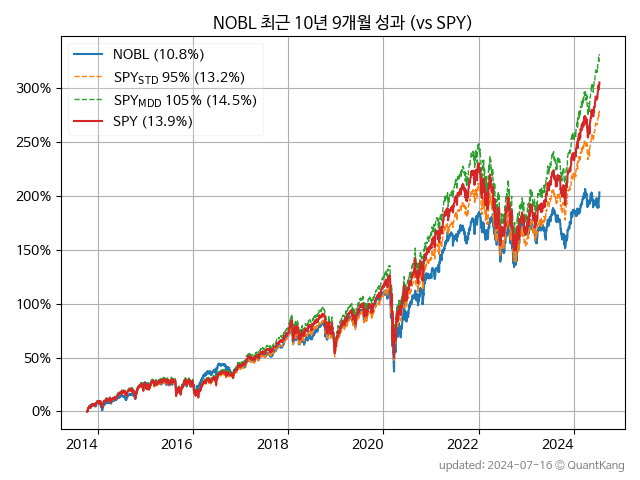 NOBL 최근 10년 9개월 성과 (vs SPY)
NOBL (10.8%)
SPY_STD 95% (13.2%)
SPY_MDD 105% (14.5%)
SPY (13.9%)
300%
250%
200%
150%
100%
50%
0%
2014 2016 2018 2020 2022 2024
updated: 2024-07-16 © QuantKang